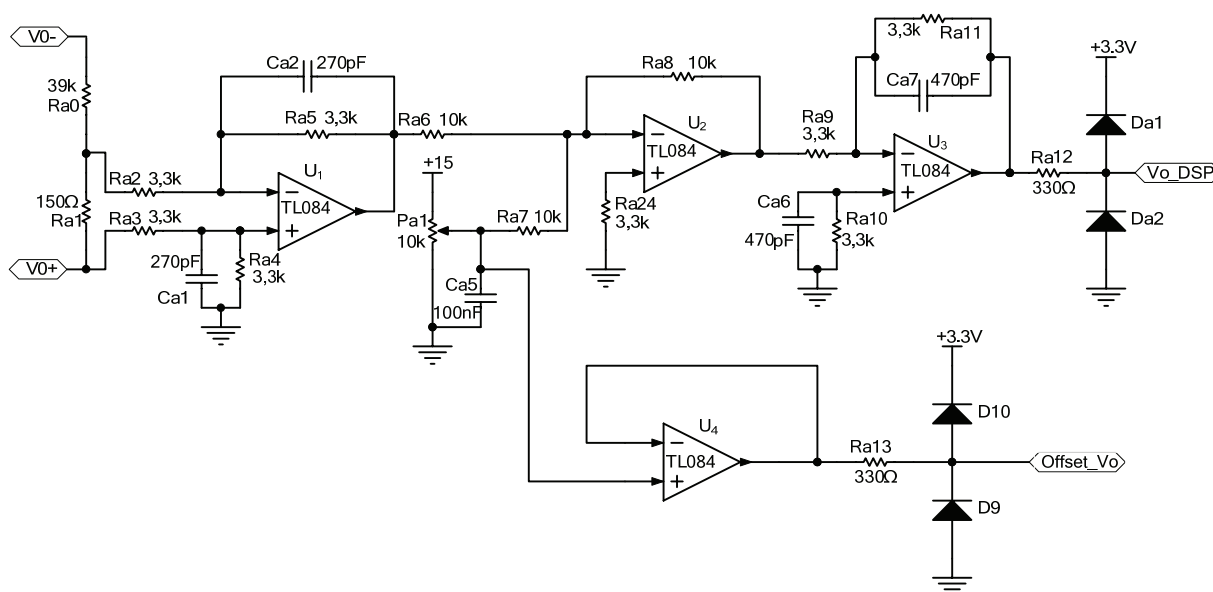 V0-
39k
Ra0
150Ω
Ra1
V0+
Ra2 3,3k
Ra3 3,3k
270pF
Ca1
Ra4
3,3k
Ca2 270pF
Ra5 3,3k
U1
TL084
Ra6 10k
+15
Pa1
10k
Ra7 10k
Ca5
100nF
Ra8 10k
U2
TL084
Ra24
3,3k
Ra9
3,3k
3,3k
Ra11
Ca7 470pF
U3
TL084
Ca6
470pF
Ra10
3,3k
Ra12
330Ω
+3.3V
Da1
Vo_DSP
Da2
U4
TL084
Ra13
330Ω
+3.3V
D10
Offset_Vo
D9